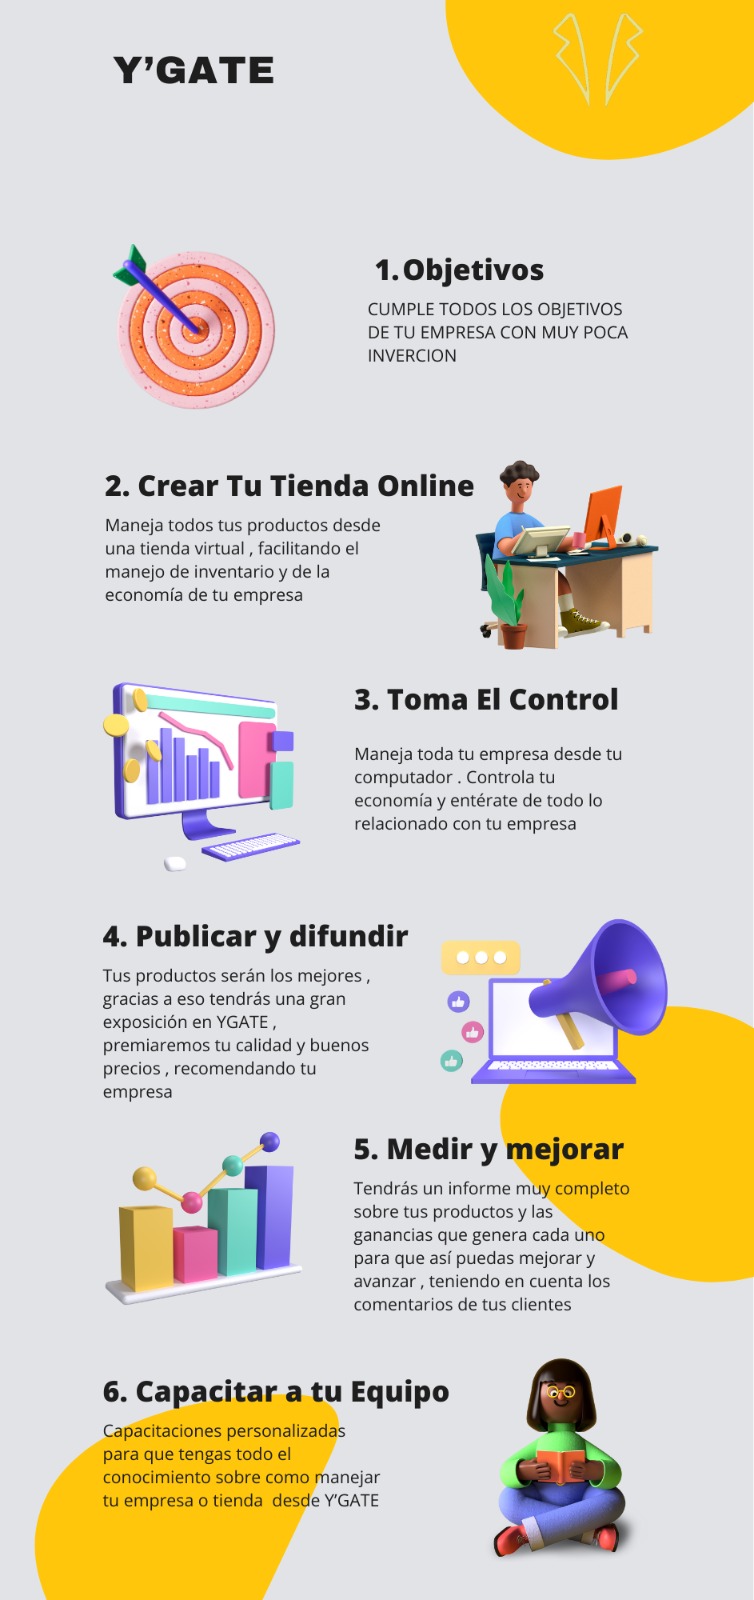 Y’GATE
1. Objetivos
CUMPLE TODOS LOS OBJETIVOS
DE TU EMPRESA CON MUY POCA
INVERCION
2. Crear Tu Tienda Online
Maneja todos tus productos desde
una tienda virtual , facilitando el
manejo de inventario y de la
economía de tu empresa
3. Toma El Control
Maneja toda tu empresa desde tu
computador . Controla tu
economía y entérate de todo lo
relacionado con tu empresa
4. Publicar y difundir
Tus productos serán los mejores ,
gracias a eso tendrás una gran
exposición en YGATE ,
premiaremos tu calidad y buenos
precios , recomendando tu
empresa
5. Medir y mejorar
Tendrás un informe muy completo
sobre tus productos y las
ganancias que genera cada uno
para que así puedas mejorar y
avanzar , teniendo en cuenta los
comentarios de tus clientes
6. Capacitar a tu Equipo
Capacitaciones personalizadas
para que tengas todo el
conocimiento sobre como manejar
tu empresa o tienda  desde Y’GATE